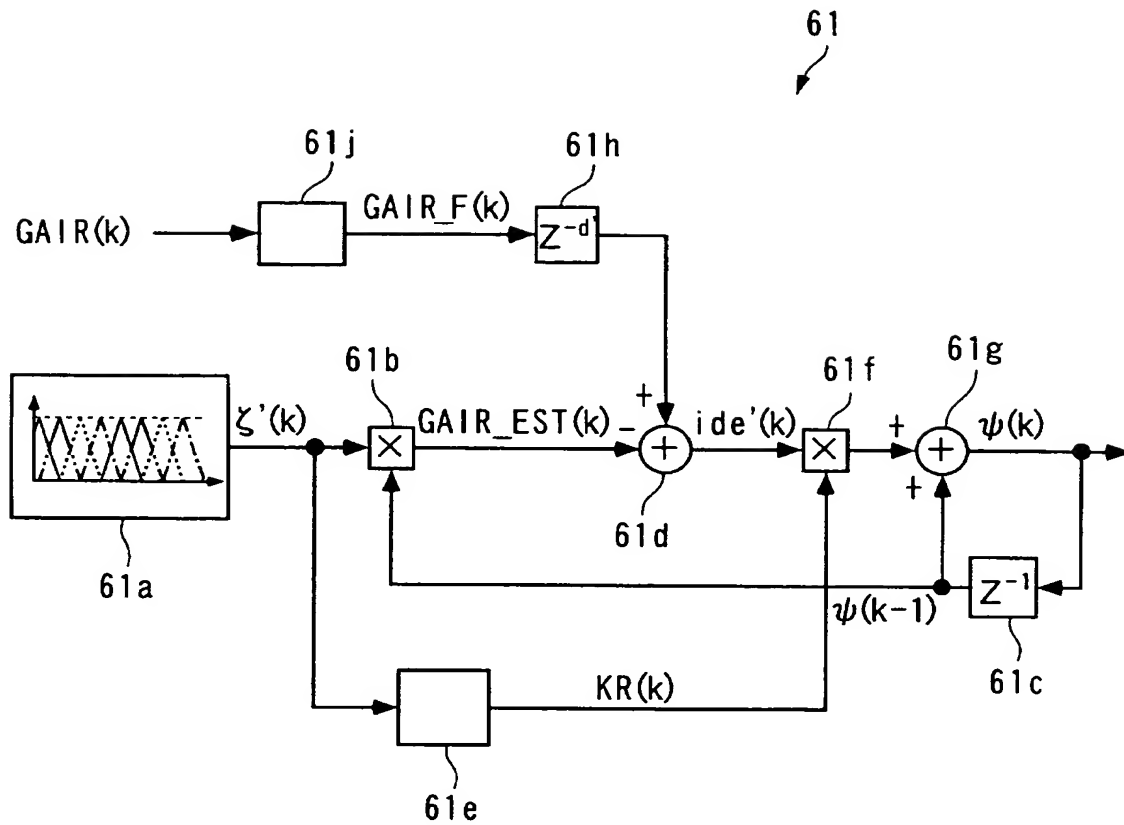 61
61j
61h
GAIR(k)
GAIR_F(k)
Z^-d'
61b
61f
61g
ζ'(k)
×
GAIR_EST(k)
−
+
+
ide'(k)
×
+
+
+
ψ(k)
61a
61d
ψ(k-1)
Z^-1
61c
KR(k)
61e